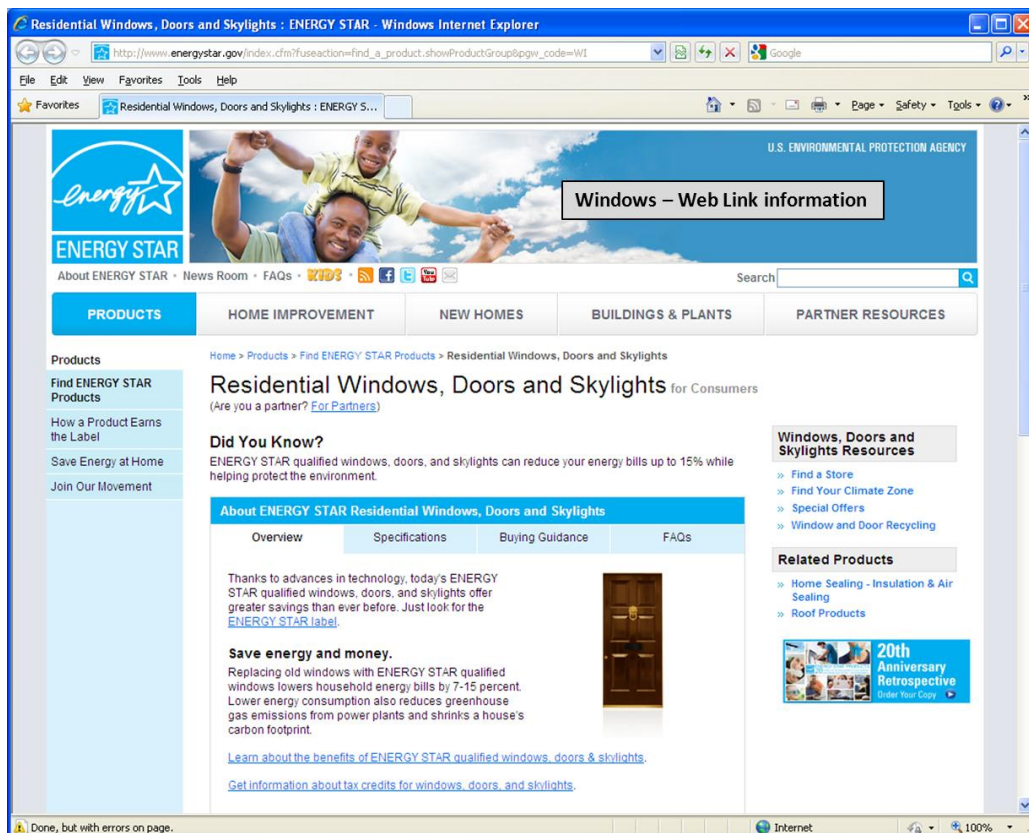 Residential Windows, Doors and Skylights : ENERGY STAR - Windows Internet Explorer
http://www.energystar.gov/index.cfm?fuseaction=find_a_product.showProductGroup&pgw_code=WI
Google
File Edit View Favorites Tools Help
Favorites
Residential Windows, Doors and Skylights : ENERGY S...
Page Safety Tools
energy
ENERGY STAR
U.S. ENVIRONMENTAL PROTECTION AGENCY
Windows – Web Link information
About ENERGY STAR • News Room • FAQs • KIDS •
You Tube
Search
PRODUCTS
HOME IMPROVEMENT
NEW HOMES
BUILDINGS & PLANTS
PARTNER RESOURCES
Products
Find ENERGY STAR
Products
How a Product Earns
the Label
Save Energy at Home
Join Our Movement
Home > Products > Find ENERGY STAR Products > Residential Windows, Doors and Skylights
Residential Windows, Doors and Skylights for Consumers
(Are you a partner? For Partners)
Did You Know?
ENERGY STAR qualified windows, doors, and skylights can reduce your energy bills up to 15% while
helping protect the environment.
About ENERGY STAR Residential Windows, Doors and Skylights
Overview
Specifications
Buying Guidance
FAQs
Thanks to advances in technology, today's ENERGY
STAR qualified windows, doors, and skylights offer
greater savings than ever before. Just look for the
ENERGY STAR label.
Save energy and money.
Replacing old windows with ENERGY STAR qualified
windows lowers household energy bills by 7-15 percent.
Lower energy consumption also reduces greenhouse
gas emissions from power plants and shrinks a house's
carbon footprint.
Learn about the benefits of ENERGY STAR qualified windows, doors & skylights.
Get information about tax credits for windows, doors, and skylights.
Windows, Doors and
Skylights Resources
» Find a Store
» Find Your Climate Zone
» Special Offers
» Window and Door Recycling
Related Products
» Home Sealing - Insulation & Air
Sealing
» Roof Products
20th
Anniversary
Retrospective
Order Your Copy
Done, but with errors on page.
Internet
100%